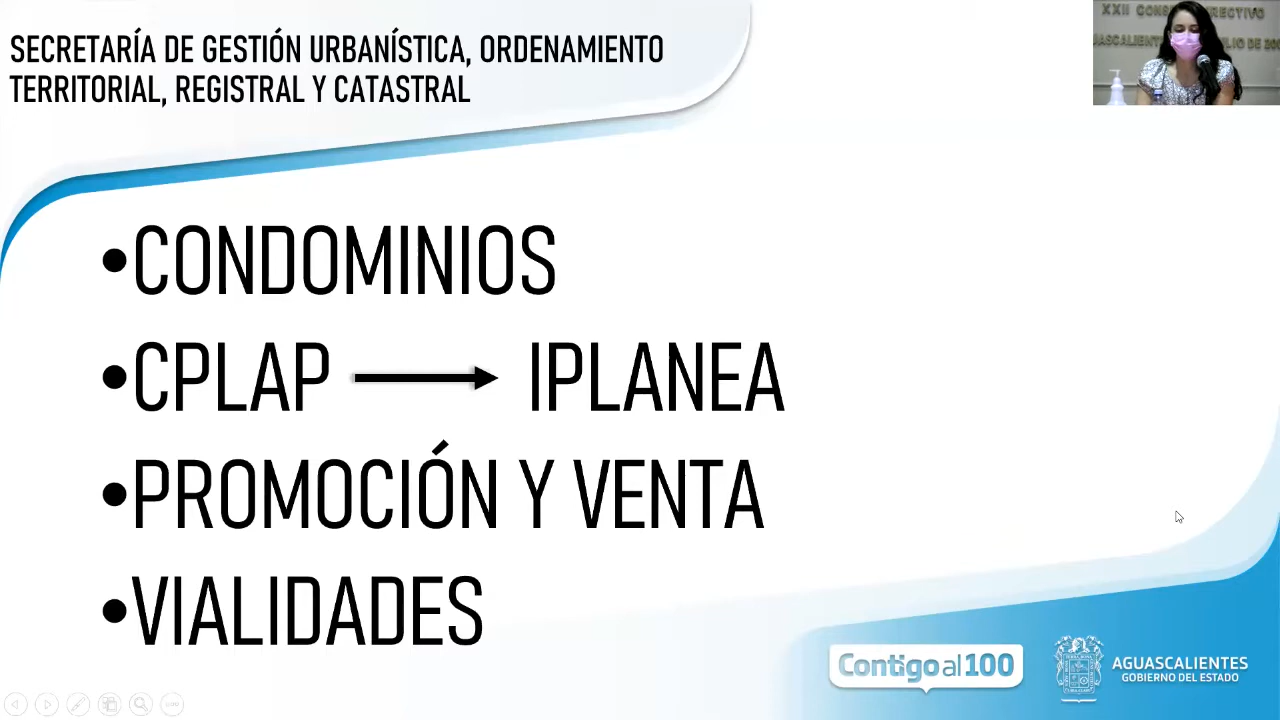 SECRETARÍA DE GESTIÓN URBANÍSTICA, ORDENAMIENTO
TERRITORIAL, REGISTRAL Y CATASTRAL
XXII
•CONDOMINIOS
•CPLAP → IPLANEA
•PROMOCIÓN Y VENTA
•VIALIDADES
Contigo al 100
AGUASCALIENTES
GOBIERNO DEL ESTADO